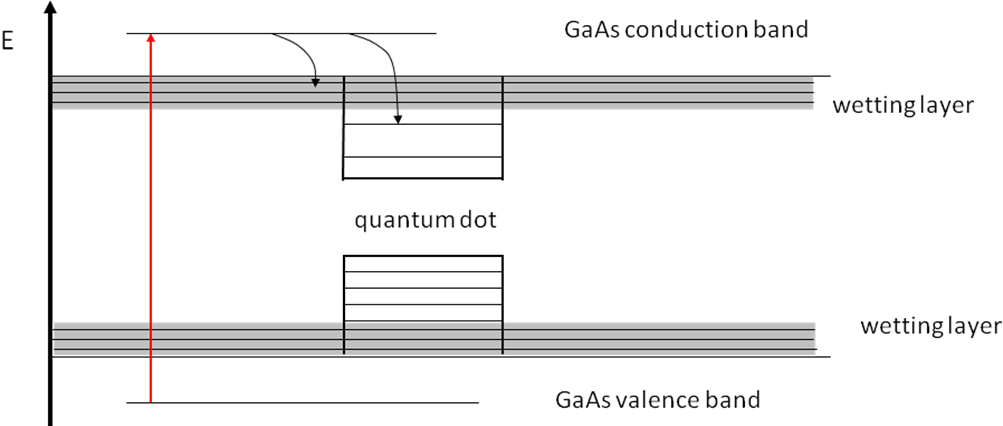 E
GaAs conduction band
wetting layer
quantum dot
wetting layer
GaAs valence band